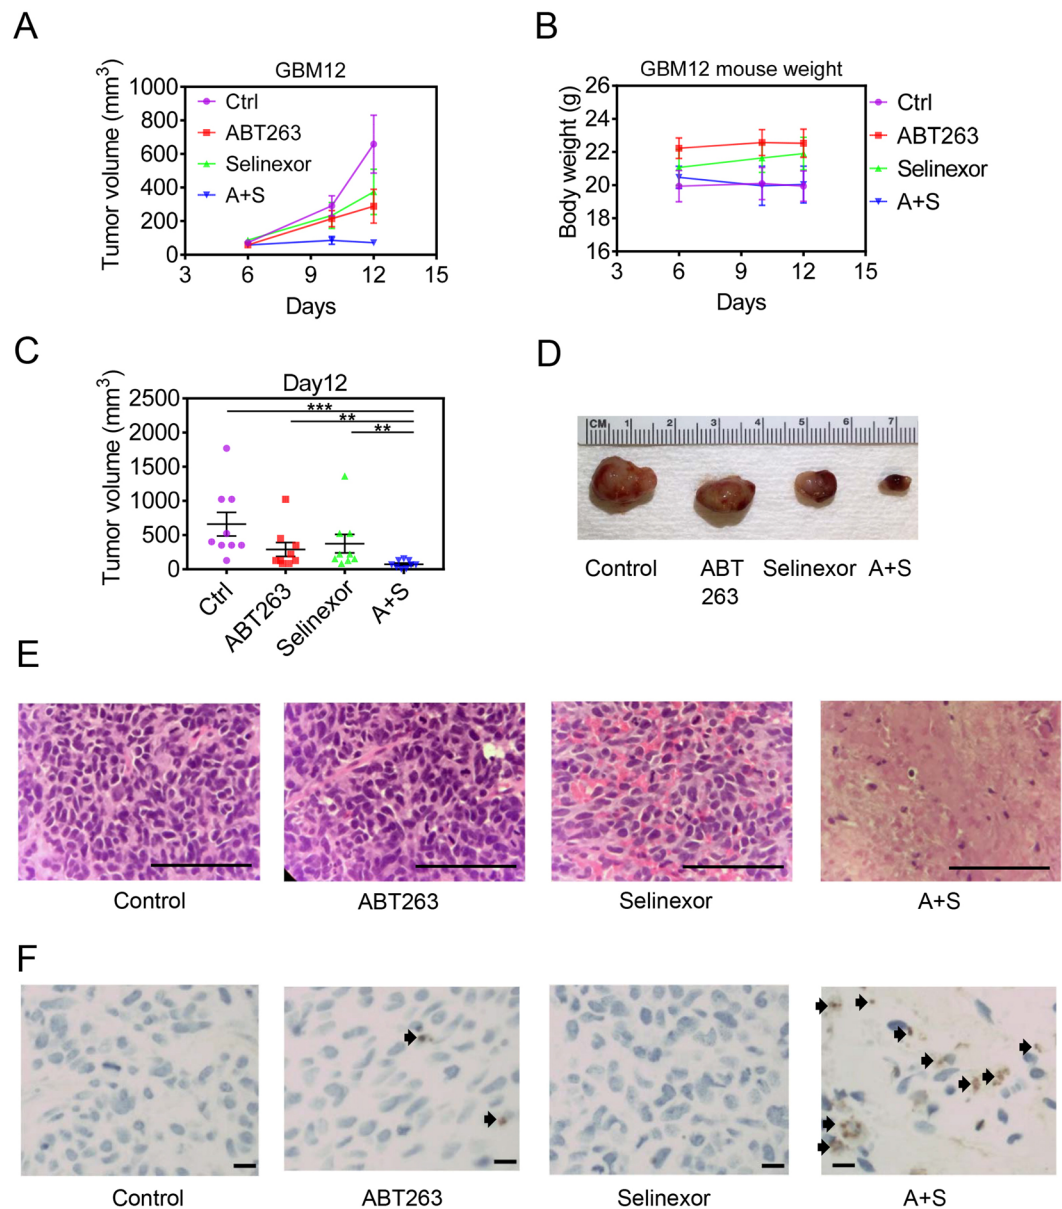 A
GBM12
Tumor volume (mm3)
1000
800
600
400
200
0
Ctrl
ABT263
Selinexor
A+S
3 6 9 12 15
Days
B
GBM12 mouse weight
Body weight (g)
26
24
22
20
18
16
Ctrl
ABT263
Selinexor
A+S
3 6 9 12 15
Days
C
Day12
Tumor volume (mm3)
2500
2000
1500
1000
500
0
***
**
**
Ctrl
ABT263
Selinexor
A+S
D
CM 1 2 3 4 5 6 7
Control
ABT
263
Selinexor
A+S
E
Control
ABT263
Selinexor
A+S
F
Control
ABT263
Selinexor
A+S